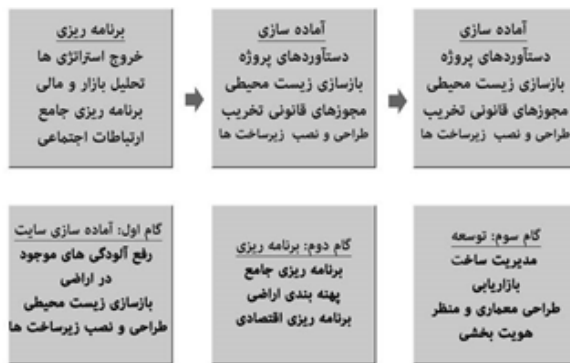 برنامه ریزی
خروج استراتژی ها
تحلیل بازار و مالی
برنامه ریزی جامع
ارتباطات اجتماعی
آماده سازی
دستآوردهای پروژه
بازسازی زیست محیطی
مجوزهای قانونی تخریب
طراحی و نصب زیرساخت ها
آماده سازی
دستآوردهای پروژه
بازسازی زیست محیطی
مجوزهای قانونی تخریب
طراحی و نصب زیرساخت ها
گام اول: آماده سازی سایت
رفع آلودگی های موجود
در اراضی
بازسازی زیست محیطی
طراحی و نصب زیرساخت ها
گام دوم: برنامه ریزی
برنامه ریزی جامع
پهنه بندی اراضی
برنامه ریزی اقتصادی
گام سوم: توسعه
مدیریت ساخت
بازاریابی
طراحی معماری و منظر
هویت بخشی